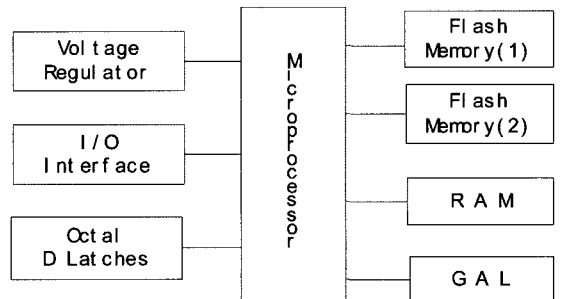 Voltage
Regulator
I/O
Interface
Octal
D Latches
Microprocessor
Flash
Memory(1)
Flash
Memory(2)
RAM
GAL